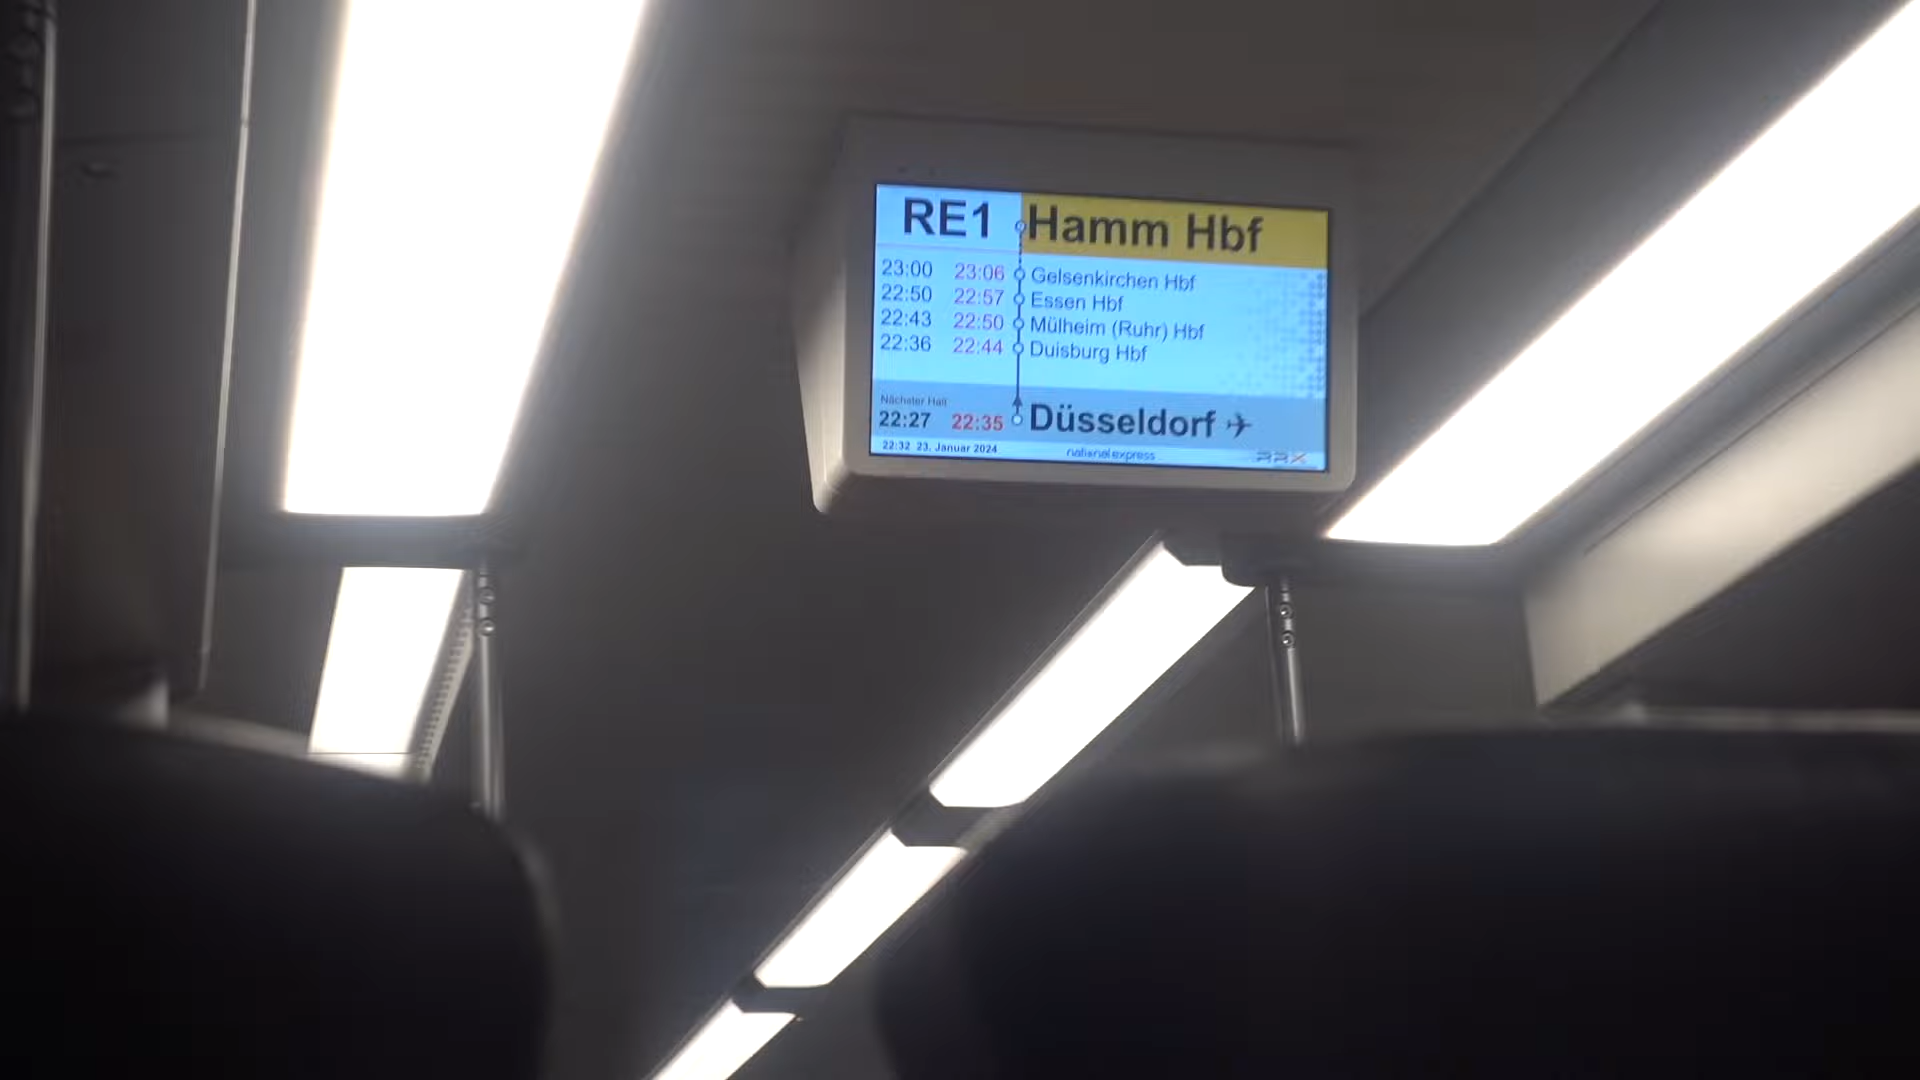 RE1 Hamm Hbf
23:00 23:06 Gelsenkirchen Hbf
22:50 22:57 Essen Hbf
22:43 22:50 Mülheim (Ruhr) Hbf
22:36 22:44 Duisburg Hbf
Nächster Halt
22:27 22:35 Düsseldorf ✈
22:32 23. Januar 2024 national express RRX